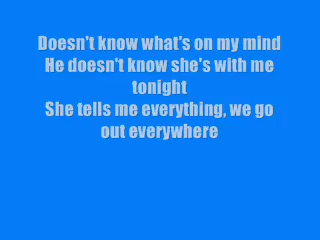 Doesn't know what's on my mind
He doesn't know she's with me
tonight
She tells me everything, we go
out everywhere